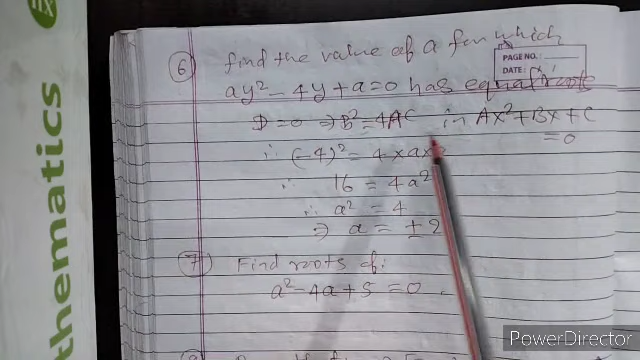 (6) Find the value of a for which
PAGE NO.:
DATE:
ay² - 4y + a = 0 has equal roots
D = 0 ⇒ B² = 4AC in Ax² + Bx + C = 0
∴ (-4)² = 4 × a ×
∴ 16 = 4a²
∴ a² = 4
⇒ a = ± 2
(7) Find roots of:
a² - 4a + 5 = 0
PowerDirector